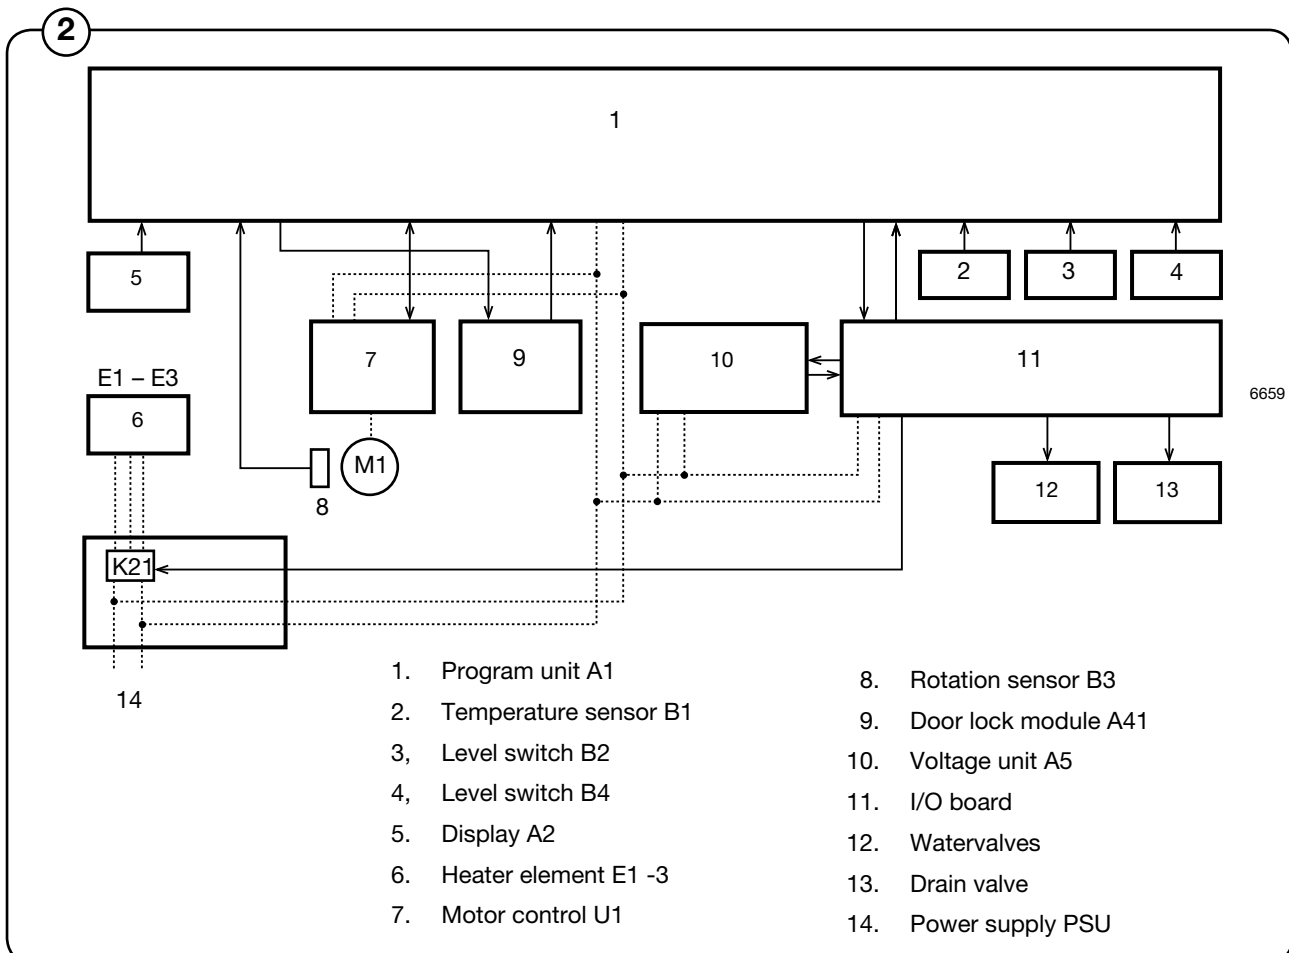 2
1
5
2
3
4
7
9
10
11
E1 – E3
6
6659
M1
8
12
13
K21
14
1. Program unit A1
2. Temperature sensor B1
3, Level switch B2
4, Level switch B4
5. Display A2
6. Heater element E1 -3
7. Motor control U1
8. Rotation sensor B3
9. Door lock module A41
10. Voltage unit A5
11. I/O board
12. Watervalves
13. Drain valve
14. Power supply PSU